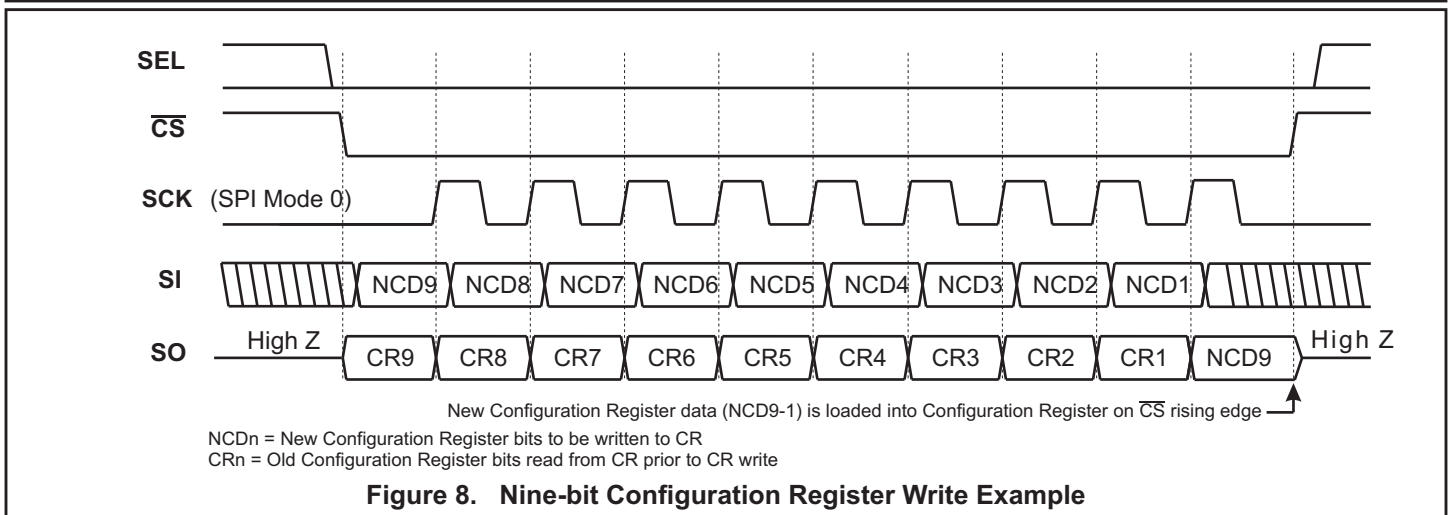 SEL
CS
SCK (SPI Mode 0)
SI NCD9 NCD8 NCD7 NCD6 NCD5 NCD4 NCD3 NCD2 NCD1
SO High Z CR9 CR8 CR7 CR6 CR5 CR4 CR3 CR2 CR1 NCD9 High Z
New Configuration Register data (NCD9-1) is loaded into Configuration Register on CS rising edge
NCDn = New Configuration Register bits to be written to CR
CRn = Old Configuration Register bits read from CR prior to CR write
Figure 8. Nine-bit Configuration Register Write Example